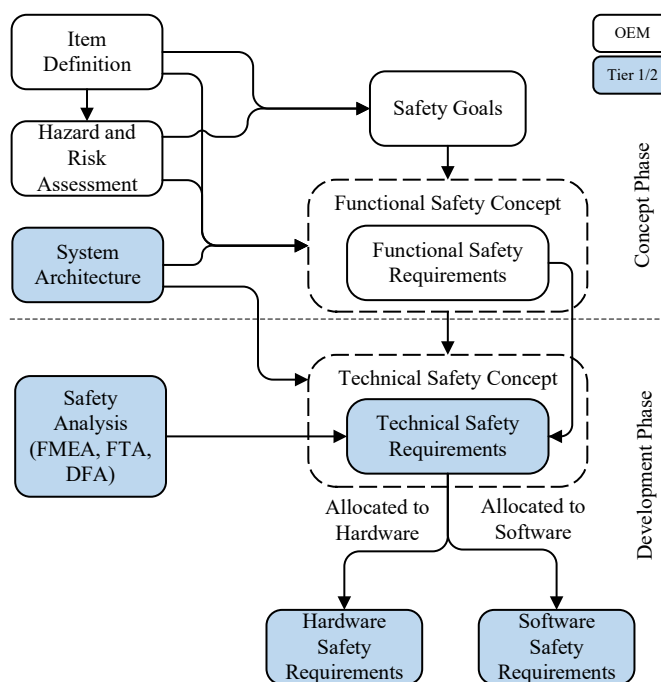 Item
Definition
OEM
Tier 1/2
Hazard and
Risk
Assessment
Safety Goals
Concept Phase
System
Architecture
Functional Safety Concept
Functional Safety
Requirements
Development Phase
Safety
Analysis
(FMEA, FTA,
DFA)
Technical Safety Concept
Technical Safety
Requirements
Allocated to
Hardware
Allocated to
Software
Hardware
Safety
Requirements
Software
Safety
Requirements